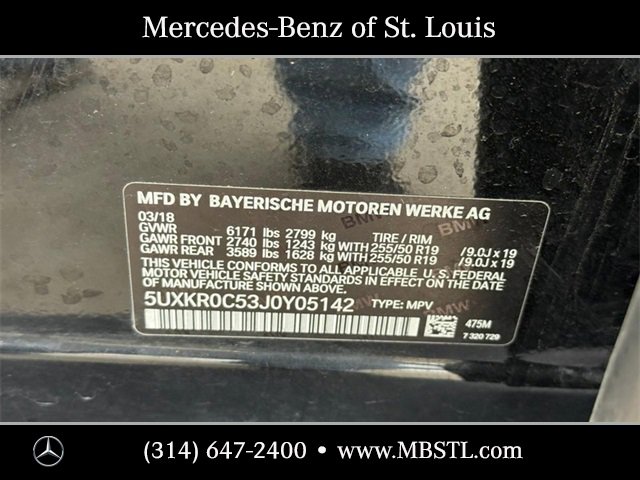 Mercedes-Benz of St. Louis
MFD BY BAYERISCHE MOTOREN WERKE AG
03/18
GVWR 6171 lbs 2799 kg TIRE / RIM
GAWR FRONT 2740 lbs 1243 kg WITH 255/50 R19 /9.0J x 19
GAWR REAR 3589 lbs 1628 kg WITH 255/50 R19 /9.0J x 19
THIS VEHICLE CONFORMS TO ALL APPLICABLE U.S. FEDERAL
MOTOR VEHICLE SAFETY STANDARDS IN EFFECT ON THE DATE
OF MANUFACTURE SHOWN ABOVE.
5UXKR0C53J0Y05142 TYPE: MPV
475M
7 320 729
BMW
BMW
BMW
(314) 647-2400 • www.MBSTL.com